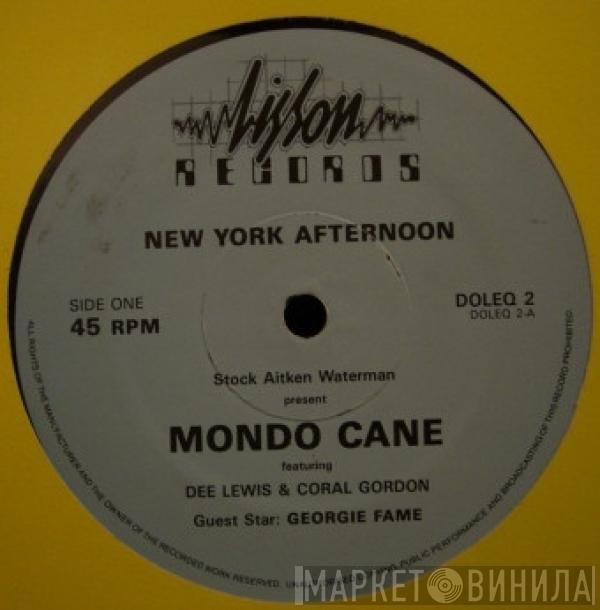 Lisson
RECORDS
NEW YORK AFTERNOON
SIDE ONE
45 RPM
DOLEQ 2
DOLEQ 2-A
Stock Aitken Waterman
present
MONDO CANE
featuring
DEE LEWIS & CORAL GORDON
Guest Star: GEORGIE FAME
ALL RIGHTS OF THE MANUFACTURER AND THE OWNER OF THE RECORDED WORK RESERVED. PUBLIC PERFORMANCE AND BROADCASTING OF THIS RECORD PROHIBITED.
МАРКЕТ ВИНИЛА